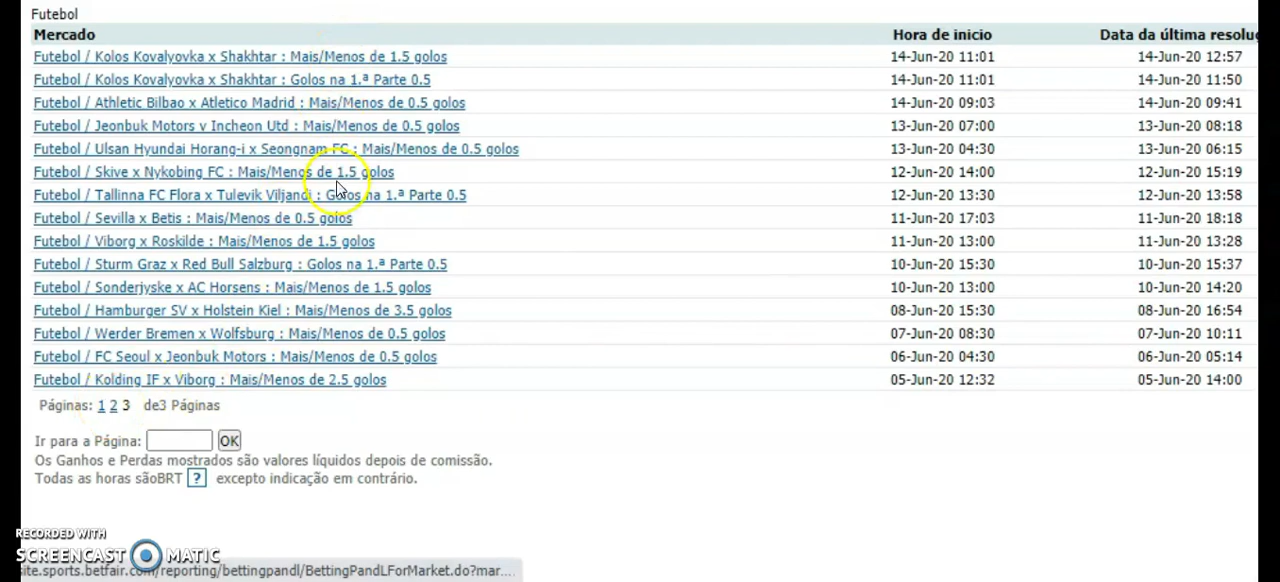 Futebol
Mercado Hora de inicio Data da última resoluç
Futebol / Kolos Kovalyovka x Shakhtar : Mais/Menos de 1.5 golos 14-Jun-20 11:01 14-Jun-20 12:57
Futebol / Kolos Kovalyovka x Shakhtar : Golos na 1.ª Parte 0.5 14-Jun-20 11:01 14-Jun-20 11:50
Futebol / Athletic Bilbao x Atletico Madrid : Mais/Menos de 0.5 golos 14-Jun-20 09:03 14-Jun-20 09:41
Futebol / Jeonbuk Motors v Incheon Utd : Mais/Menos de 0.5 golos 13-Jun-20 07:00 13-Jun-20 08:18
Futebol / Ulsan Hyundai Horang-i x Seongnam FC : Mais/Menos de 0.5 golos 13-Jun-20 04:30 13-Jun-20 06:15
Futebol / Skive x Nykobing FC : Mais/Menos de 1.5 golos 12-Jun-20 14:00 12-Jun-20 15:19
Futebol / Tallinna FC Flora x Tulevik Viljandi : Golos na 1.ª Parte 0.5 12-Jun-20 13:30 12-Jun-20 13:58
Futebol / Sevilla x Betis : Mais/Menos de 0.5 golos 11-Jun-20 17:03 11-Jun-20 18:18
Futebol / Viborg x Roskilde : Mais/Menos de 1.5 golos 11-Jun-20 13:00 11-Jun-20 13:28
Futebol / Sturm Graz x Red Bull Salzburg : Golos na 1.ª Parte 0.5 10-Jun-20 15:30 10-Jun-20 15:37
Futebol / Sonderjyske x AC Horsens : Mais/Menos de 1.5 golos 10-Jun-20 13:00 10-Jun-20 14:20
Futebol / Hamburger SV x Holstein Kiel : Mais/Menos de 3.5 golos 08-Jun-20 15:30 08-Jun-20 16:54
Futebol / Werder Bremen x Wolfsburg : Mais/Menos de 0.5 golos 07-Jun-20 08:30 07-Jun-20 10:11
Futebol / FC Seoul x Jeonbuk Motors : Mais/Menos de 0.5 golos 06-Jun-20 04:30 06-Jun-20 05:14
Futebol / Kolding IF x Viborg : Mais/Menos de 2.5 golos 05-Jun-20 12:32 05-Jun-20 14:00
Páginas: 1 2 3 de3 Páginas
Ir para a Página: OK
Os Ganhos e Perdas mostrados são valores líquidos depois de comissão.
Todas as horas sãoBRT ? excepto indicação em contrário.
RECORDED WITH
SCREENCAST MATIC
site.sports.betfair.com/reporting/bettingpandl/BettingPandLForMarket.do?mar...